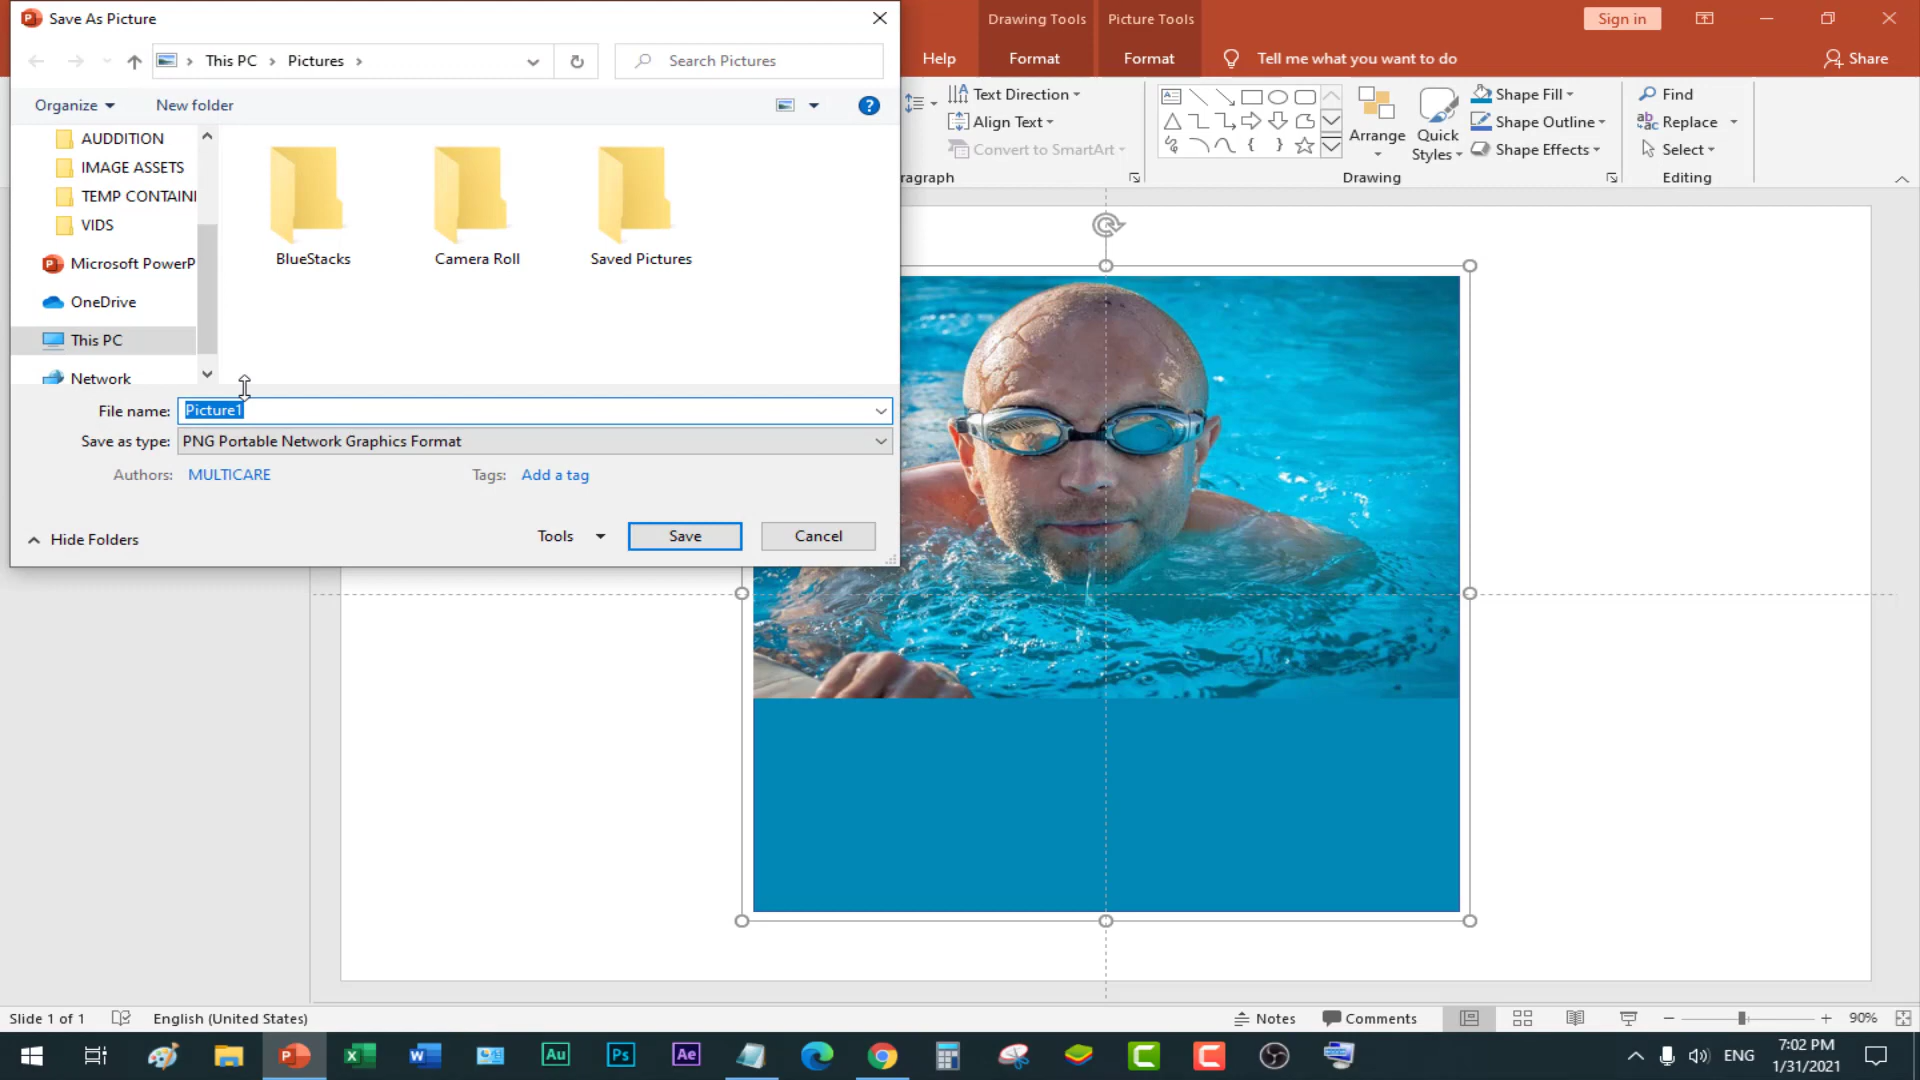 Save As Picture
Drawing Tools
Picture Tools
Sign in
This PC > Pictures >
Search Pictures
Help
Format
Format
Tell me what you want to do
Share
Organize
New folder
Text Direction
Align Text
Convert to SmartArt
ragraph
Arrange
Quick
Styles
Shape Fill
Shape Outline
Shape Effects
Drawing
Find
Replace
Select
Editing
AUDDITION
IMAGE ASSETS
TEMP CONTAINI
VIDS
Microsoft PowerP
OneDrive
This PC
Network
BlueStacks
Camera Roll
Saved Pictures
File name: Picture1
Save as type: PNG Portable Network Graphics Format
Authors: MULTICARE
Tags: Add a tag
Hide Folders
Tools
Save
Cancel
Slide 1 of 1
English (United States)
Notes
Comments
90%
Au
Ps
Ae
ENG
7:02 PM
1/31/2021